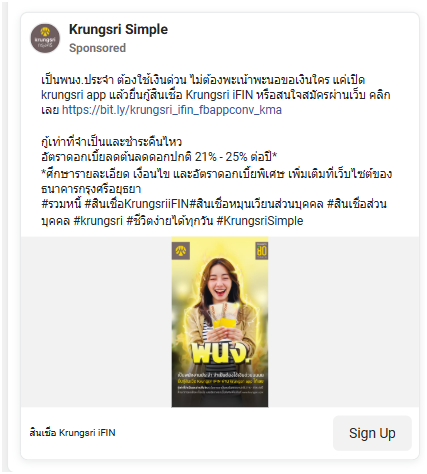 Krungsri Simple
Sponsored
krungsri
กรุงศรี
เป็นพนง.ประจำ ต้องใช้เงินด่วน ไม่ต้องพะเน้าพะนอขอเงินใคร แค่เปิด
krungsri app แล้วยื่นกู้สินเชื่อ Krungsri iFIN หรือสนใจสมัครผ่านเว็บ คลิก
เลย https://bit.ly/krungsri_ifin_fbappconv_kma
กู้เท่าที่จำเป็นและชำระคืนไหว
อัตราดอกเบี้ยลดต้นลดดอกปกติ 21% - 25% ต่อปี*
*ศึกษารายละเอียด เงื่อนไข และอัตราดอกเบี้ยพิเศษ เพิ่มเติมที่เว็บไซต์ของ
ธนาคารกรุงศรีอยุธยา
#รวมหนี้ #สินเชื่อKrungsriiFIN#สินเชื่อหมุนเวียนส่วนบุคคล #สินเชื่อส่วน
บุคคล #krungsri #ชีวิตง่ายได้ทุกวัน #KrungsriSimple
พนง.
สินเชื่อ Krungsri iFIN
Sign Up